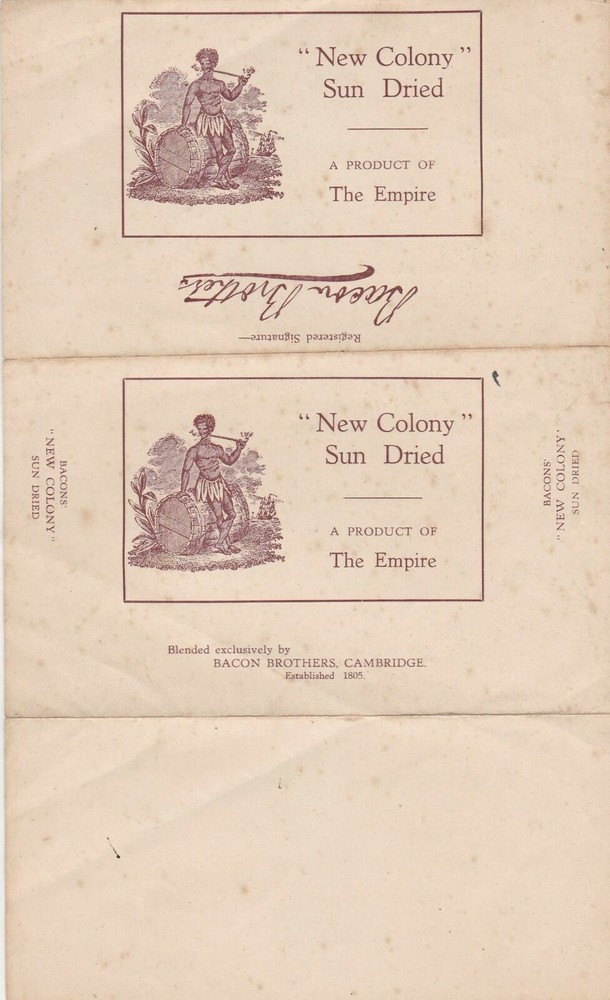 “ New Colony ”
Sun Dried
A PRODUCT OF
The Empire
Registered Signature—
Bacon Brothers
“ New Colony ”
Sun Dried
A PRODUCT OF
The Empire
BACONS'
“ NEW COLONY ”
SUN DRIED
BACONS'
“ NEW COLONY ’
SUN DRIED
Blended exclusively by
BACON BROTHERS, CAMBRIDGE.
Established 1805.